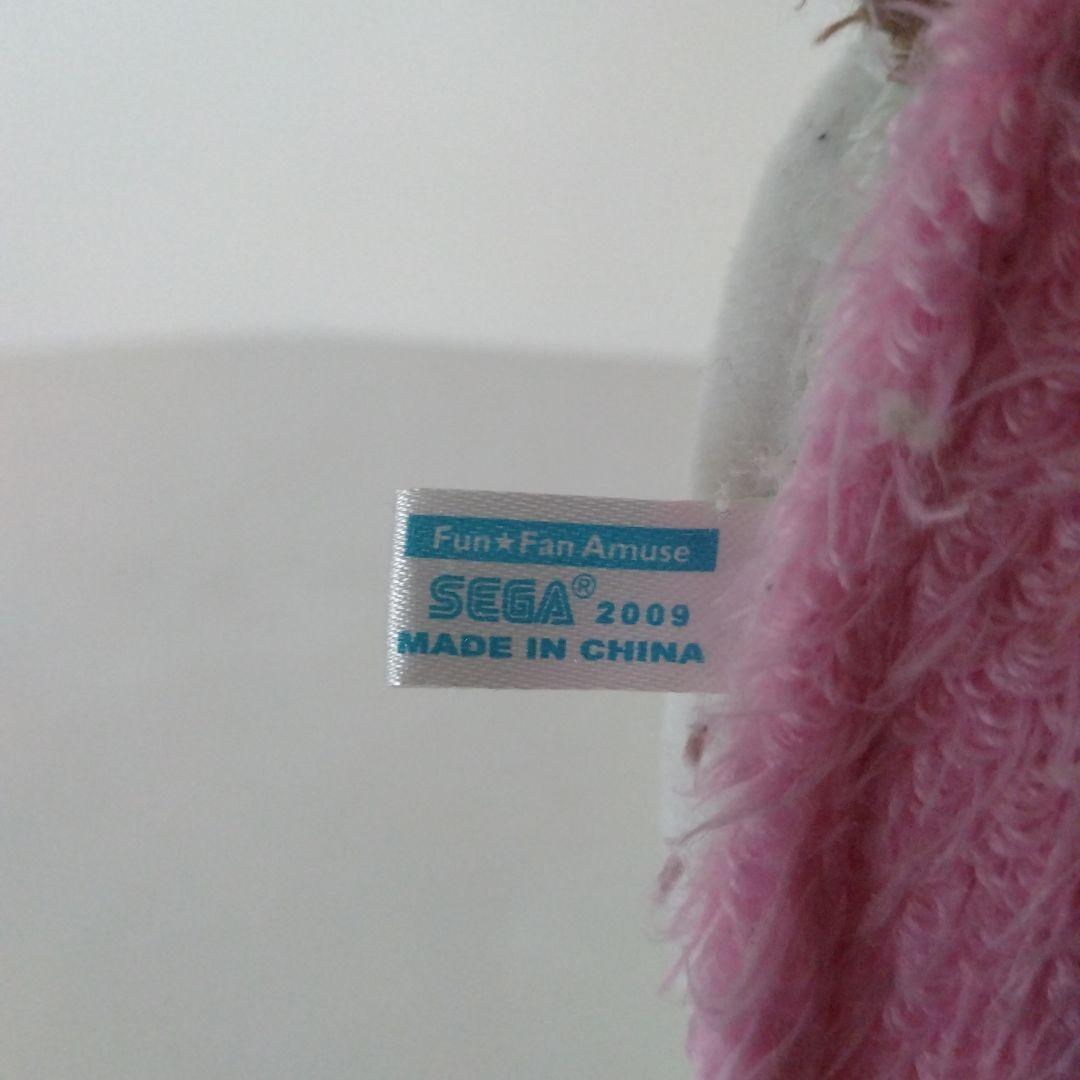 Fun★Fan Amuse
SEGA® 2009
MADE IN CHINA